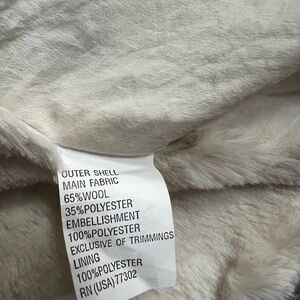 OUTER SHELL
MAIN FABRIC
65%WOOL
35%POLYESTER
EMBELLISHMENT
100%POLYESTER
EXCLUSIVE OF TRIMMINGS
LINING
100%POLYESTER
RN(USA)77302